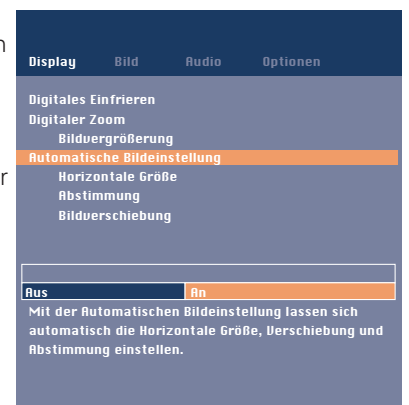 n
Display Bild Audio Optionen
Digitales Einfrieren
Digitaler Zoom
Bildvergrößerung
Automatische Bildeinstellung
r
Horizontale Größe
Abstimmung
Bildverschiebung
Aus An
Mit der Automatischen Bildeinstellung lassen sich
automatisch die Horizontale Größe, Verschiebung und
Abstimmung einstellen.